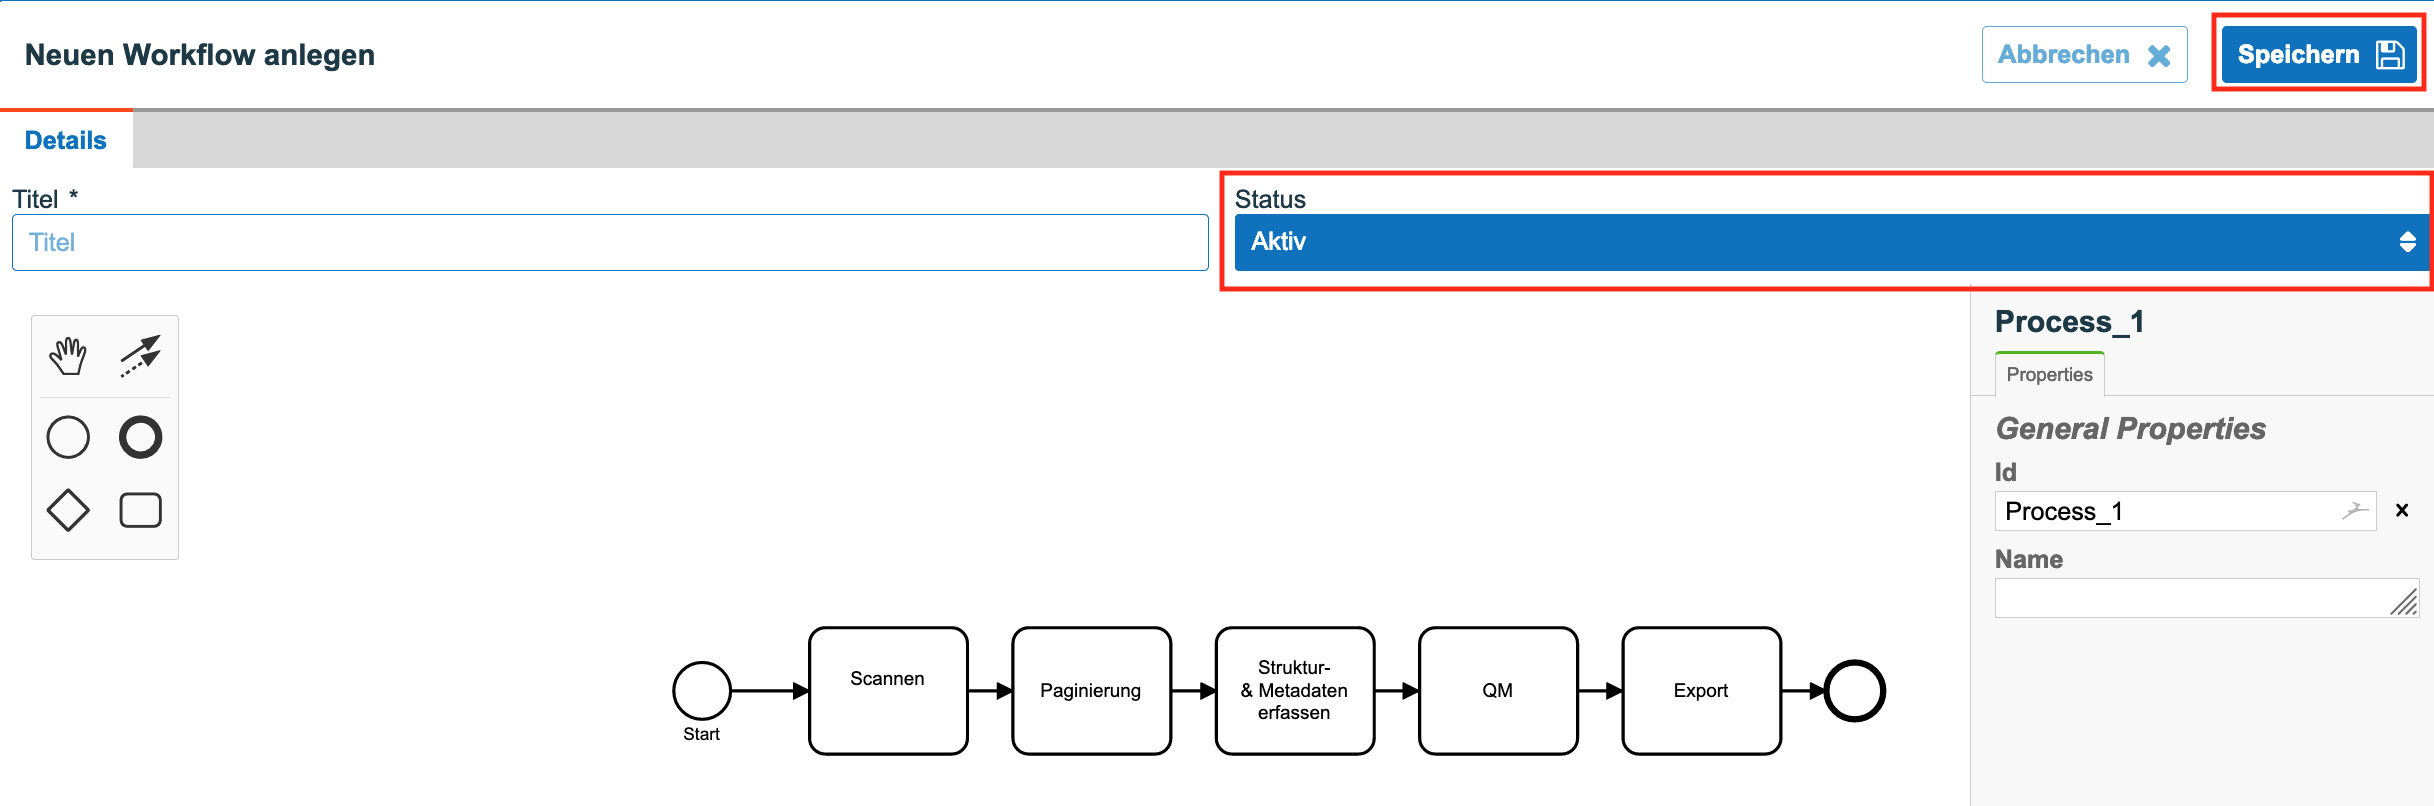 Neuen Workflow anlegen
Abbrechen
Speichern
Details
Titel *
Titel
Status
Aktiv
Process_1
Properties
General Properties
Id
Process_1
Name
Start
Scannen
Paginierung
Struktur-
& Metadaten
erfassen
QM
Export